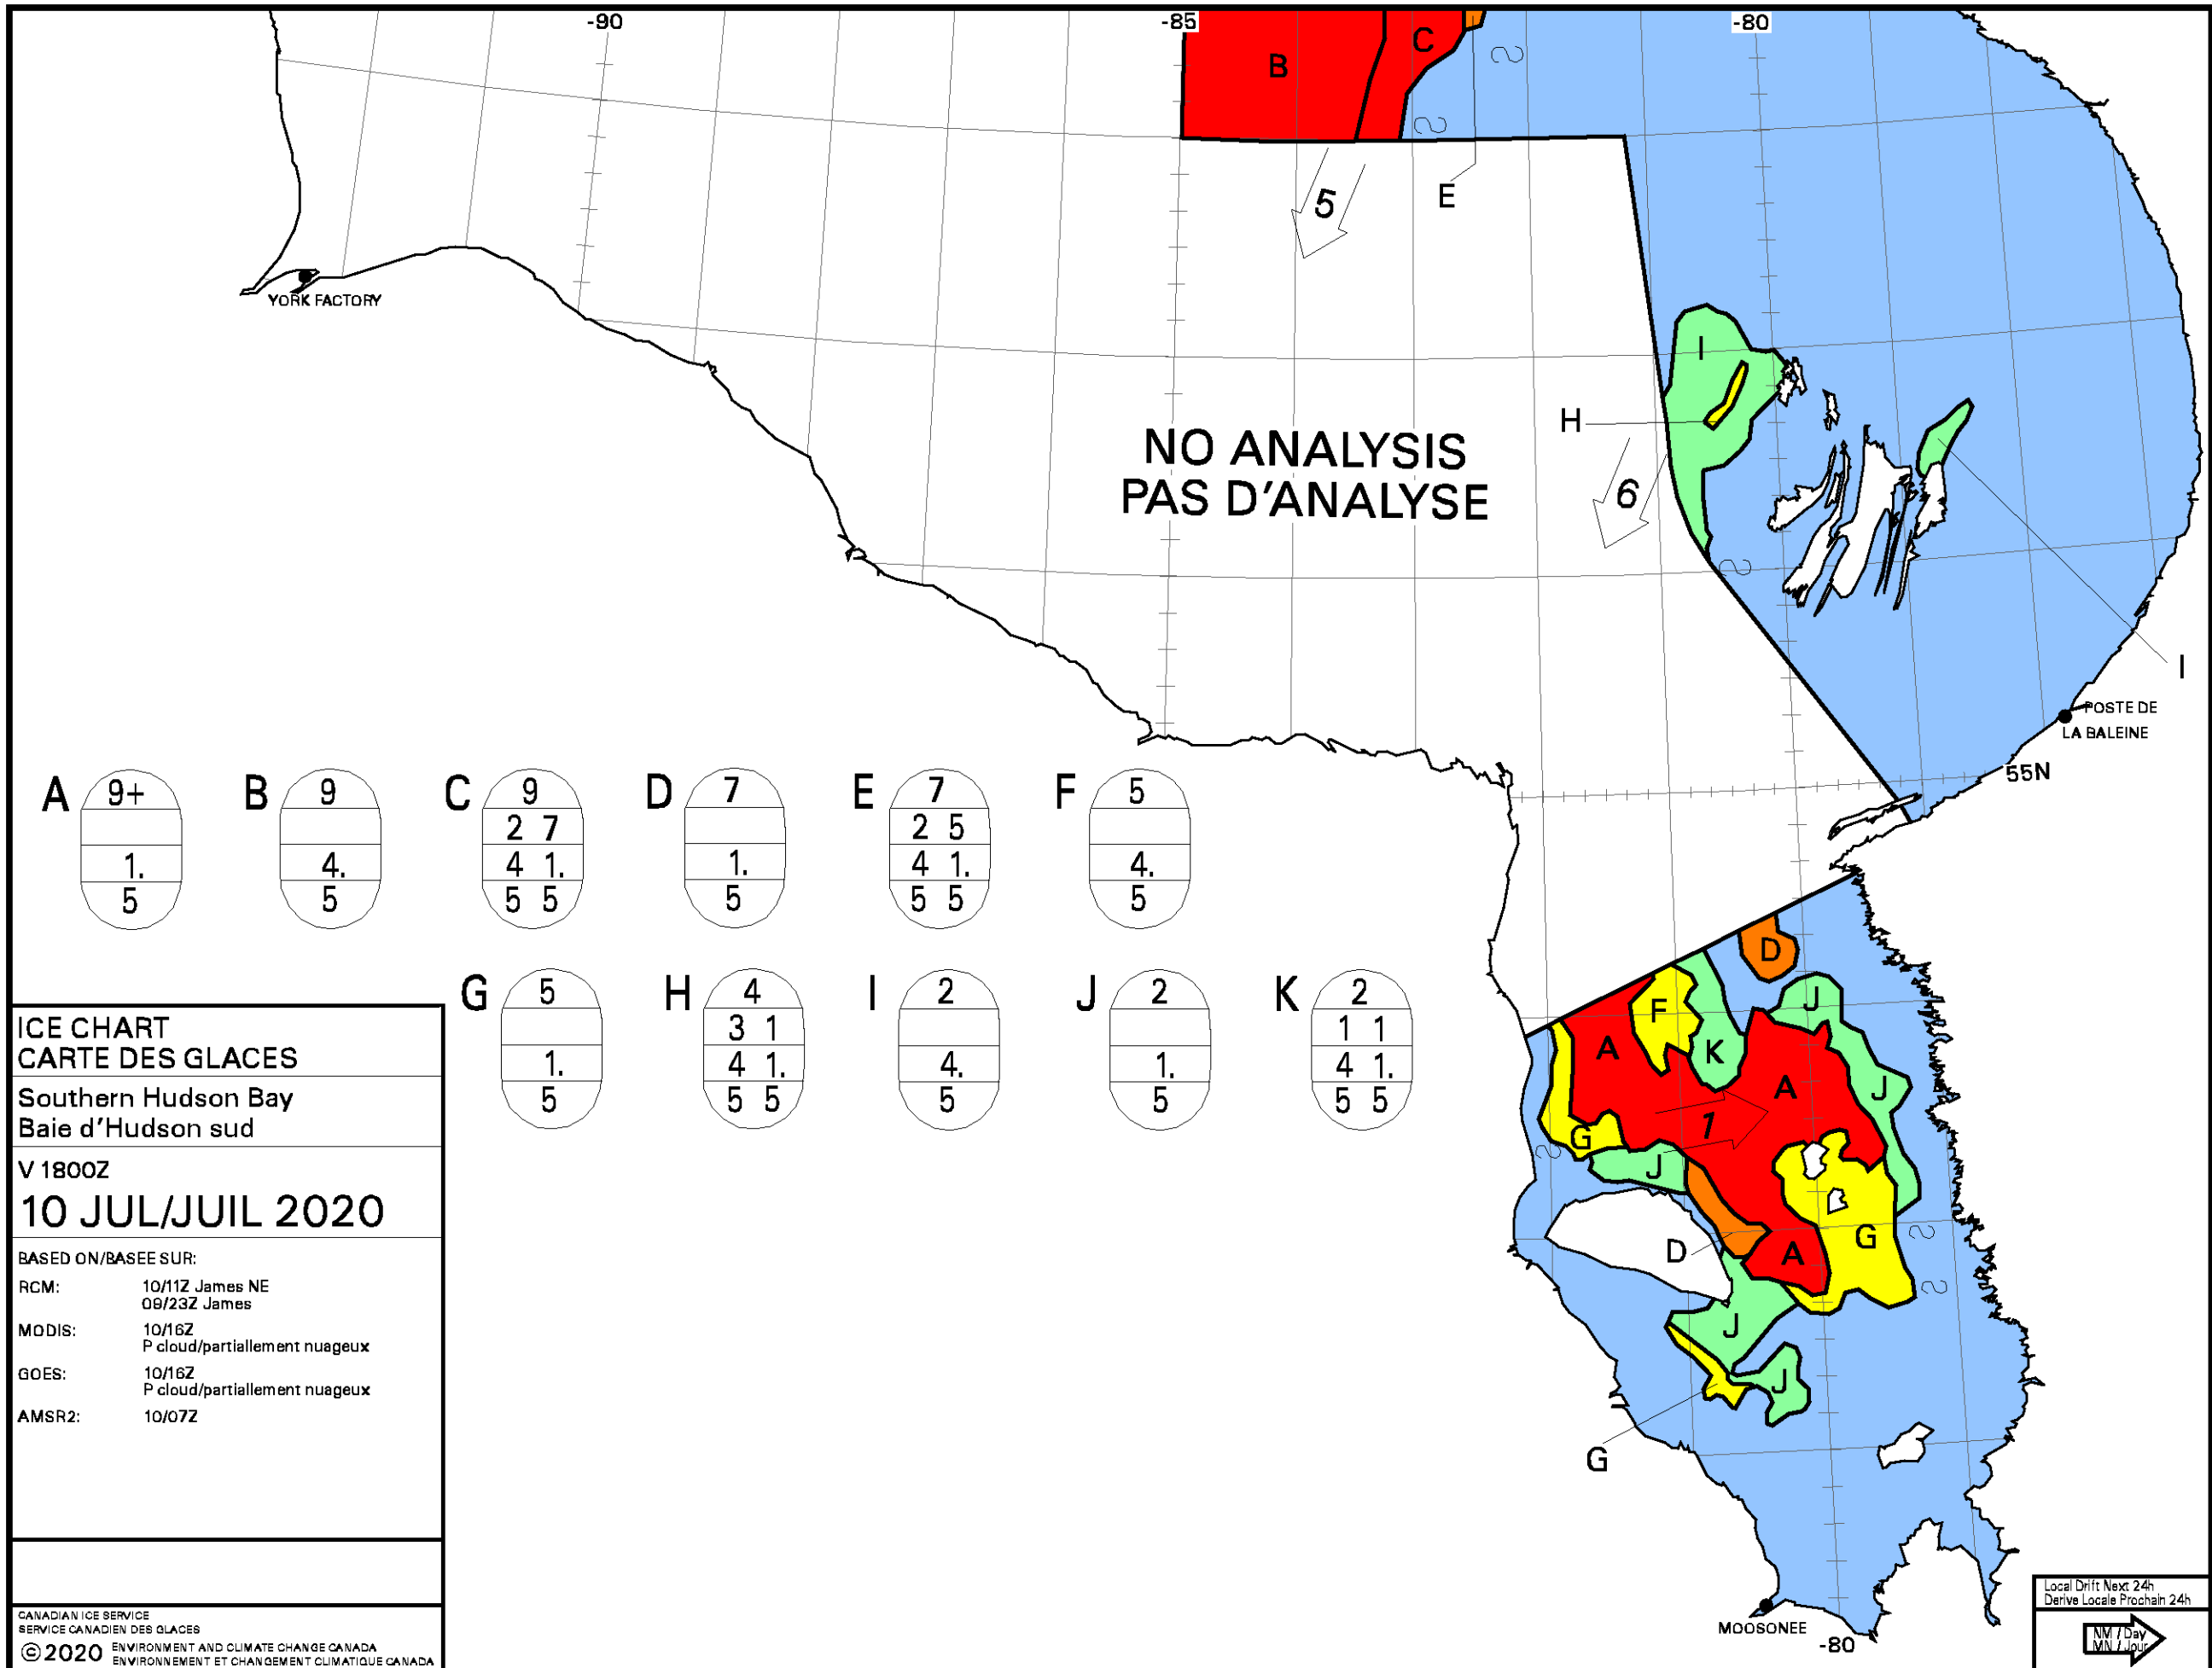 -90
-85
-80
B
C
E
5
YORK FACTORY
I
H
NO ANALYSIS
PAS D'ANALYSE
6
I
POSTE DE
LA BALEINE
55N
A
9+
1.
5
B
9
4.
5
C
9
2 7
4 1.
5 5
D
7
1.
5
E
7
2 5
4 1.
5 5
F
5
4.
5
G
5
1.
5
H
4
3 1
4 1.
5 5
I
2
4.
5
J
2
1.
5
K
2
1 1
4 1.
5 5
D
J
F
A
K
A
J
1
G
J
D
G
A
J
J
G
ICE CHART
CARTE DES GLACES
Southern Hudson Bay
Baie d'Hudson sud
V 1800Z
10 JUL/JUIL 2020
BASED ON/BASEE SUR:
RCM: 10/11Z James NE
09/23Z James
MODIS: 10/16Z
P cloud/partiallement nuageux
GOES: 10/16Z
P cloud/partiallement nuageux
AMSR2: 10/07Z
CANADIAN ICE SERVICE
SERVICE CANADIEN DES GLACES
©2020 ENVIRONMENT AND CLIMATE CHANGE CANADA
ENVIRONNEMENT ET CHANGEMENT CLIMATIQUE CANADA
MOOSONEE
-80
Local Drift Next 24h
Derive Locale Prochain 24h
NM / Day
MN / Jour